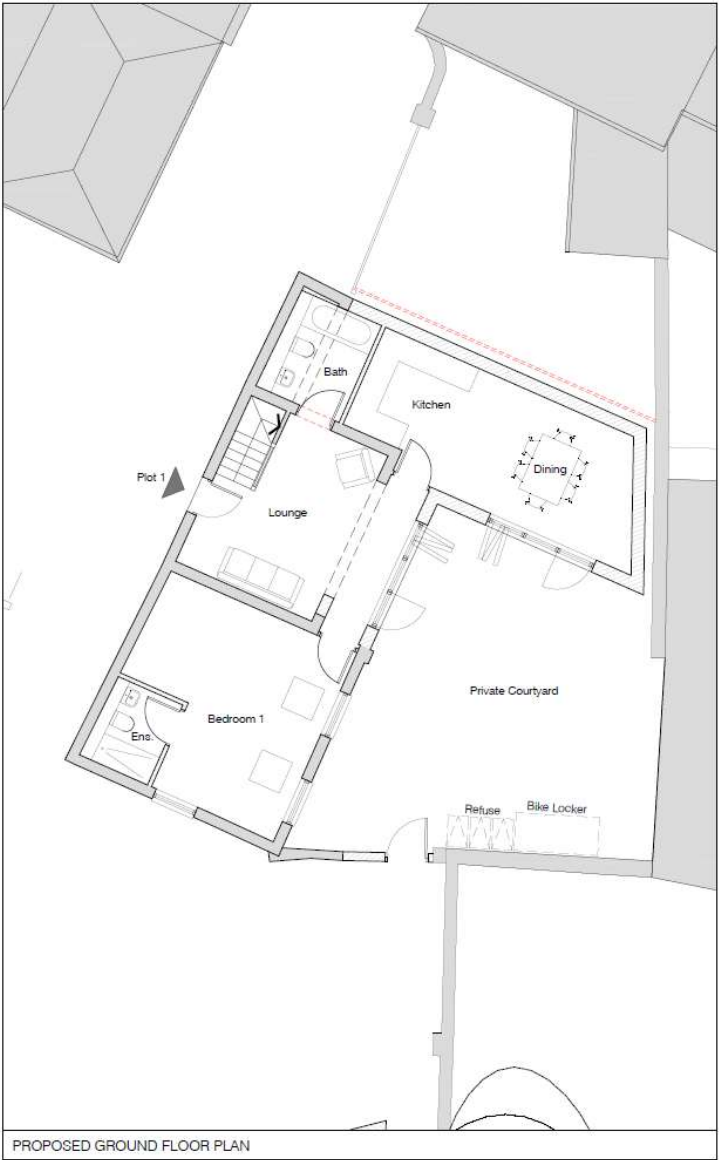 Bath
Kitchen
Dining
Plot 1
Lounge
Private Courtyard
Bedroom 1
Ens.
Refuse
Bike Locker
PROPOSED GROUND FLOOR PLAN